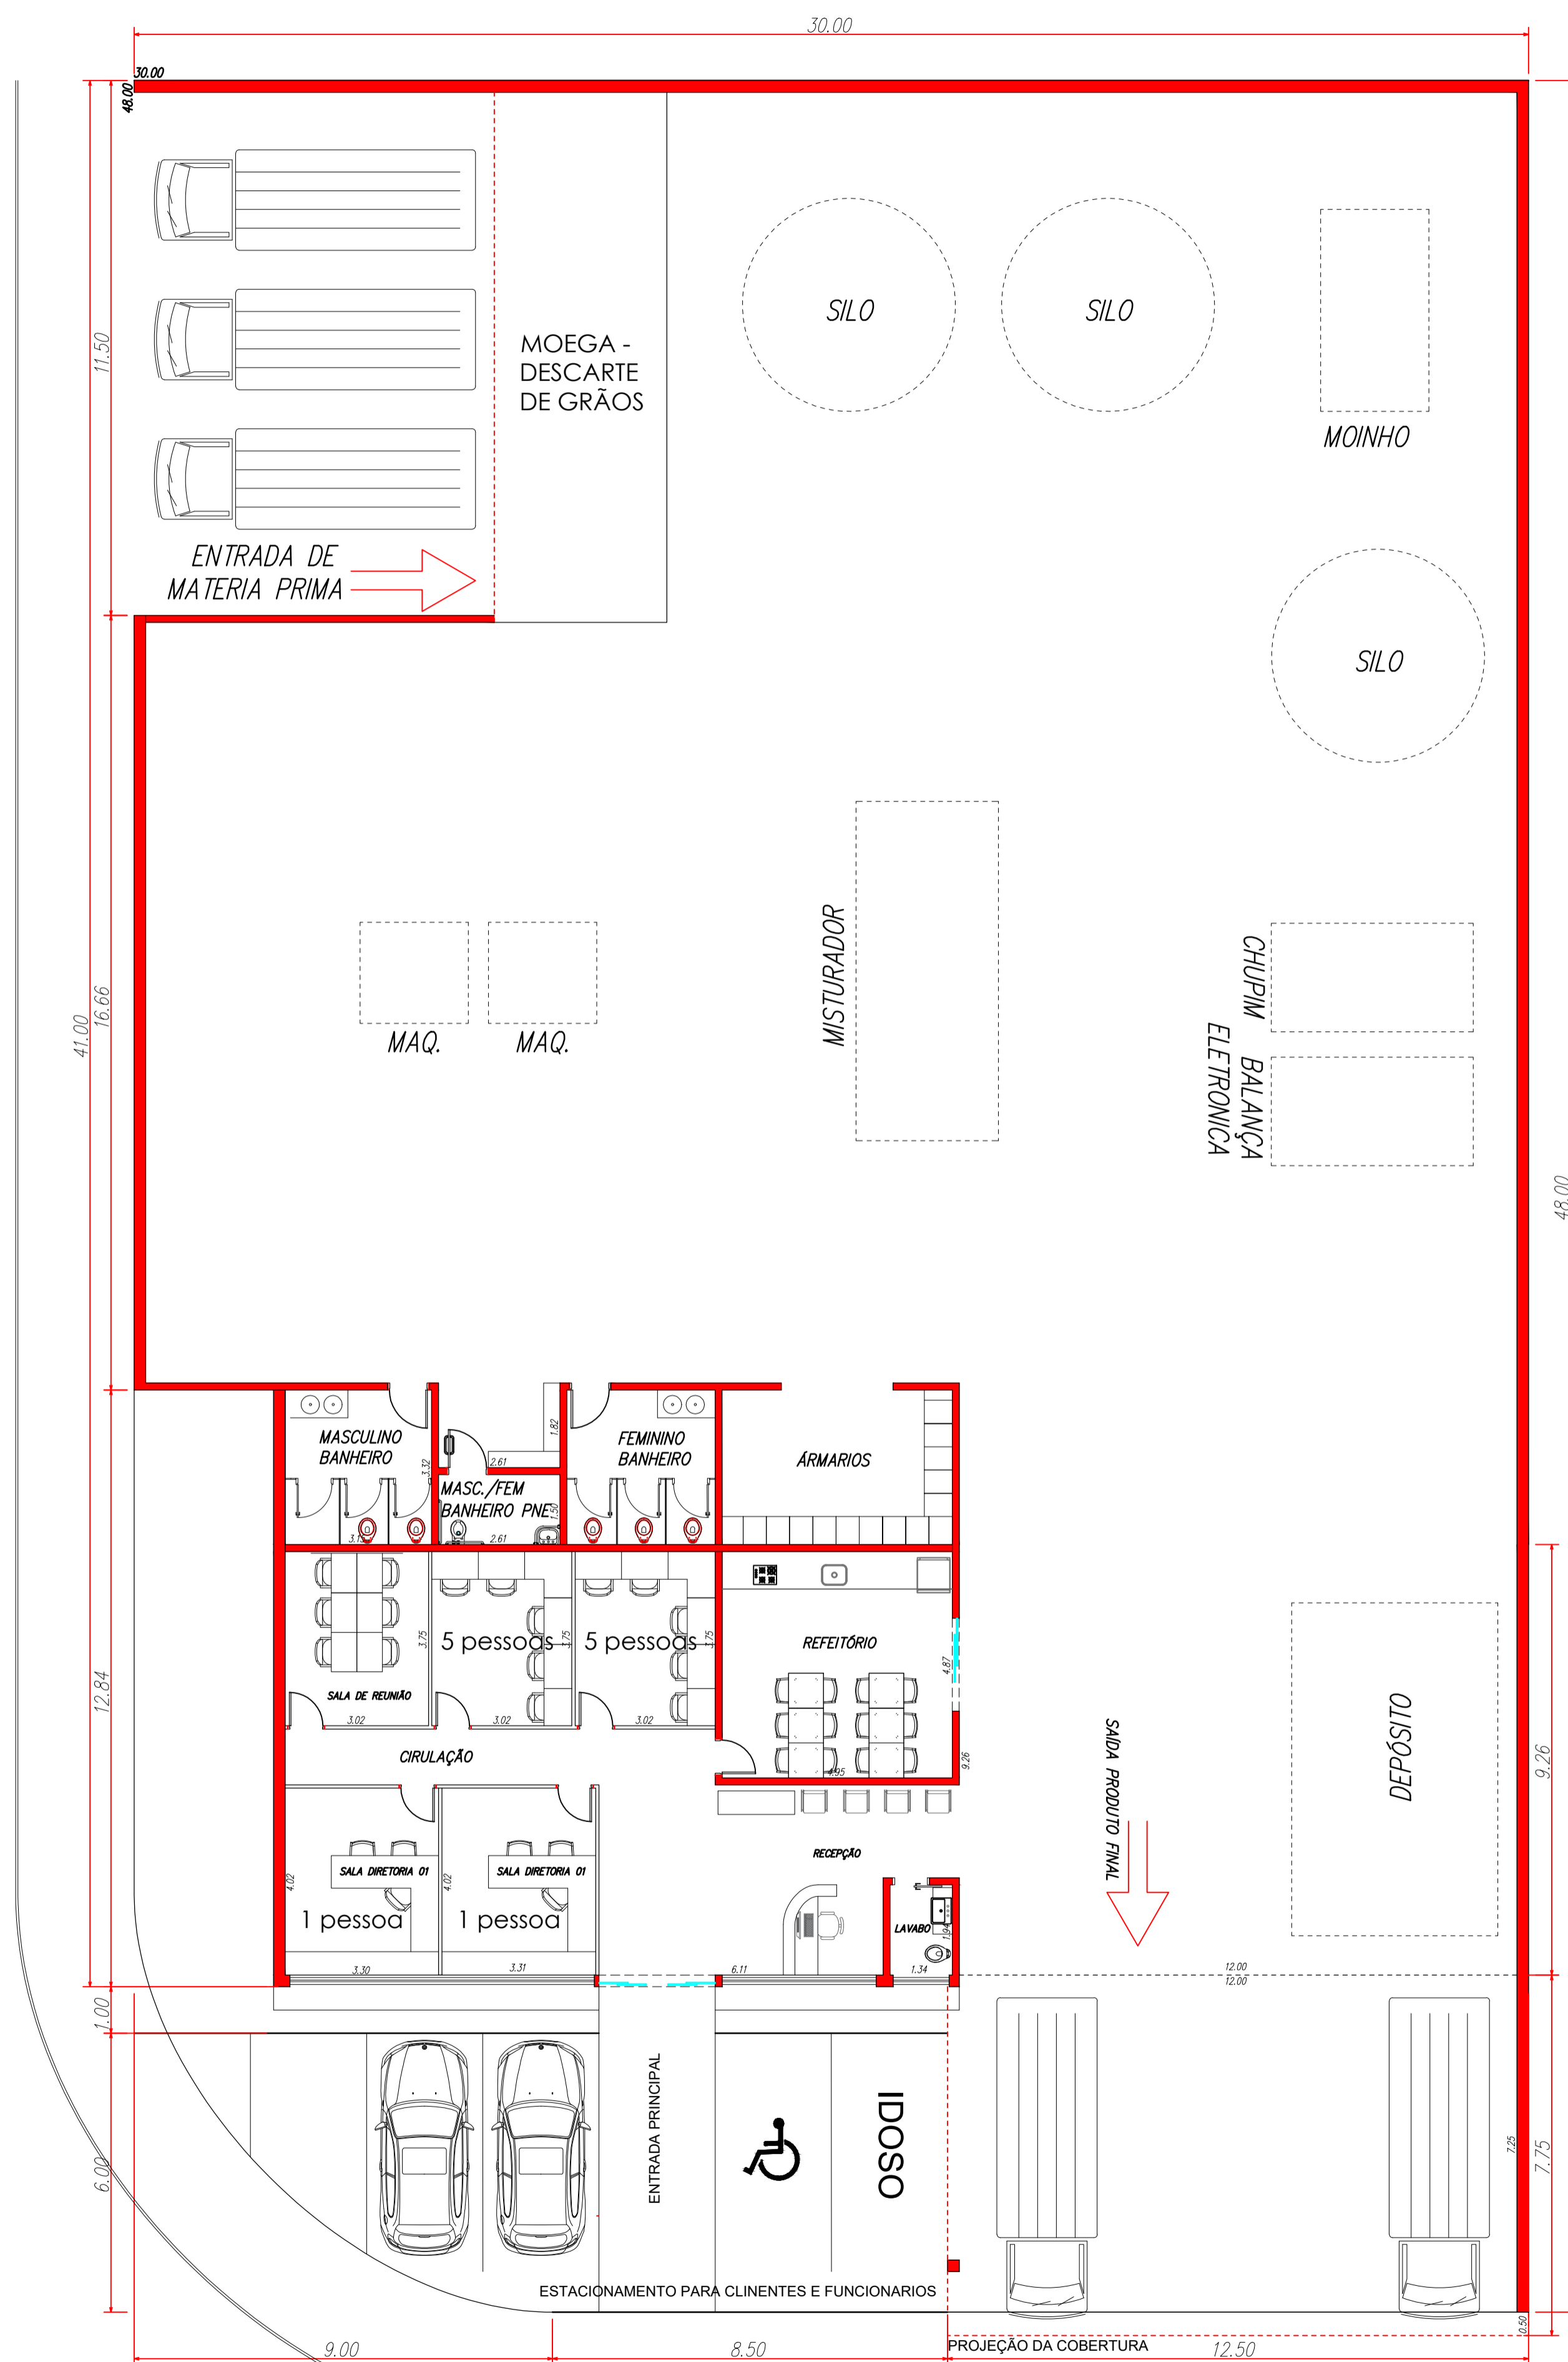 30.00
30.00
48.00
11.50
MOEGA -
DESCARTE
DE GRÃOS
SILO
SILO
MOINHO
ENTRADA DE
MATERIA PRIMA
SILO
41.00
16.66
MAQ.
MAQ.
MISTURADOR
CHUPIM
BALANÇA
ELETRONICA
48.00
MASCULINO
BANHEIRO
3.32
1.82
2.61
MASC./FEM
BANHEIRO PNE
1.50
2.61
FEMININO
BANHEIRO
ÁRMARIOS
12.84
SALA DE REUNIÃO
3.75
3.02
5 pessoas
3.75
3.02
5 pessoas
3.75
3.02
REFEITÓRIO
4.87
4.95
9.26
CIRULAÇÃO
SALA DIRETORIA 01
1 pessoa
4.02
3.30
SALA DIRETORIA 01
1 pessoa
4.02
3.31
RECEPÇÃO
6.11
LAVABO
1.94
1.34
SAÍDA PRODUTO FINAL
DEPÓSITO
9.26
12.00
12.00
1.00
6.00
ENTRADA PRINCIPAL
IDOSO
7.25
7.75
ESTACIONAMENTO PARA CLINENTES E FUNCIONARIOS
0.50
PROJEÇÃO DA COBERTURA
9.00
8.50
12.50